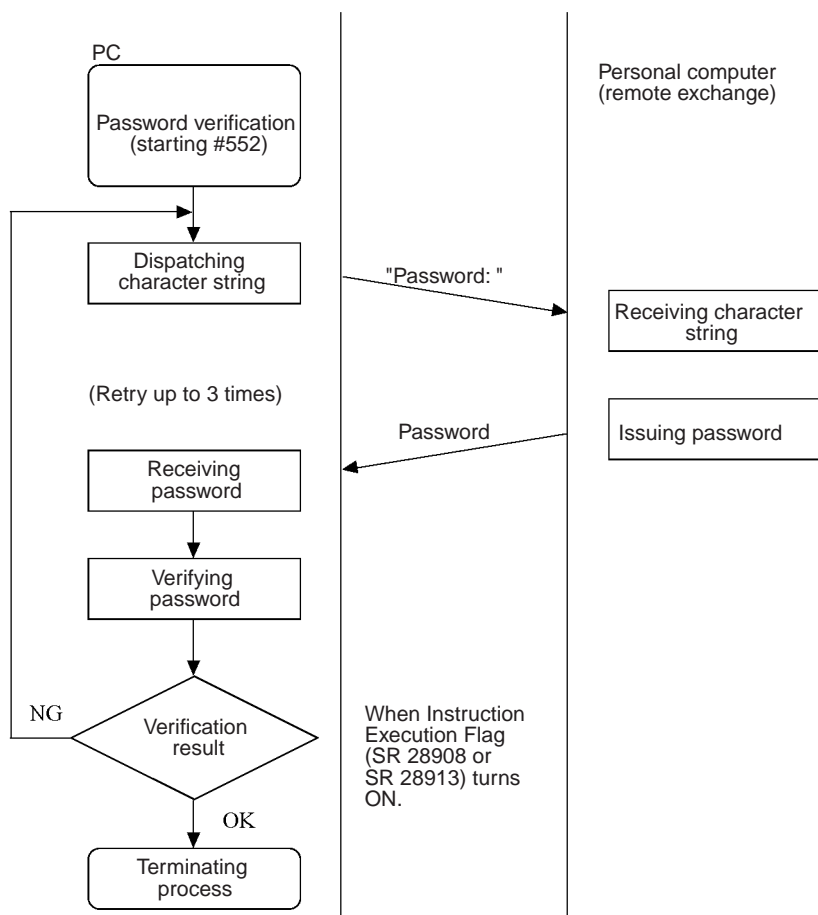 PC
Password verification
(starting #552)
Personal computer
(remote exchange)
Dispatching
character string
"Password: "
Receiving character
string
(Retry up to 3 times)
Password
Issuing password
Receiving
password
Verifying
password
NG
Verification
result
When Instruction
Execution Flag
(SR 28908 or
SR 28913) turns
ON.
OK
Terminating
process